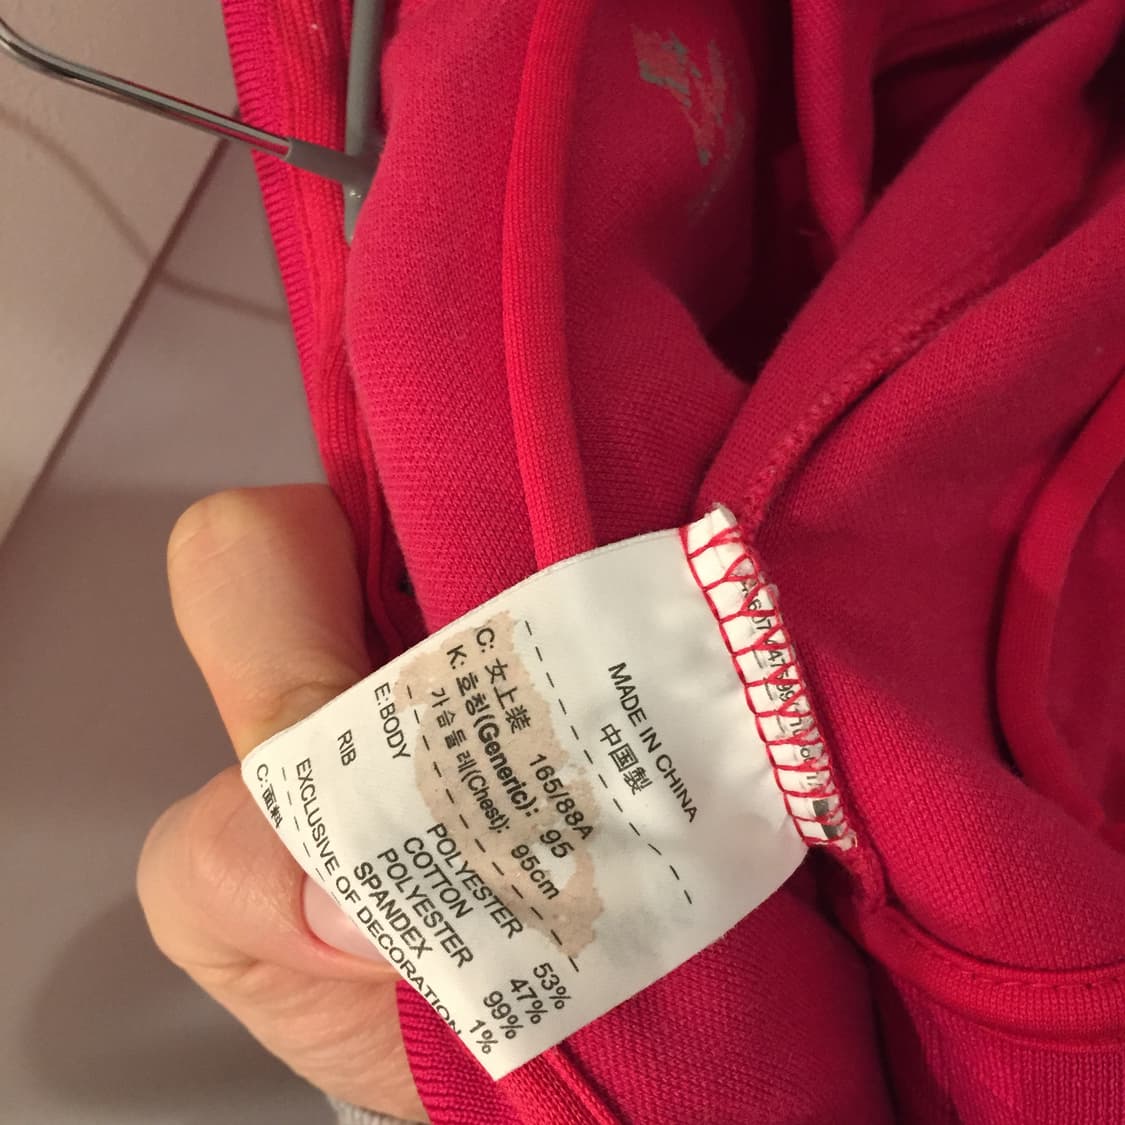 MADE IN CHINA
中国製
C: 女上装 165/88A
K: 호칭(Generic): 95
가슴둘레(Chest): 95cm
E:BODY POLYESTER 53%
COTTON 47%
RIB POLYESTER 99%
SPANDEX 1%
EXCLUSIVE OF DECORATION
C:面料